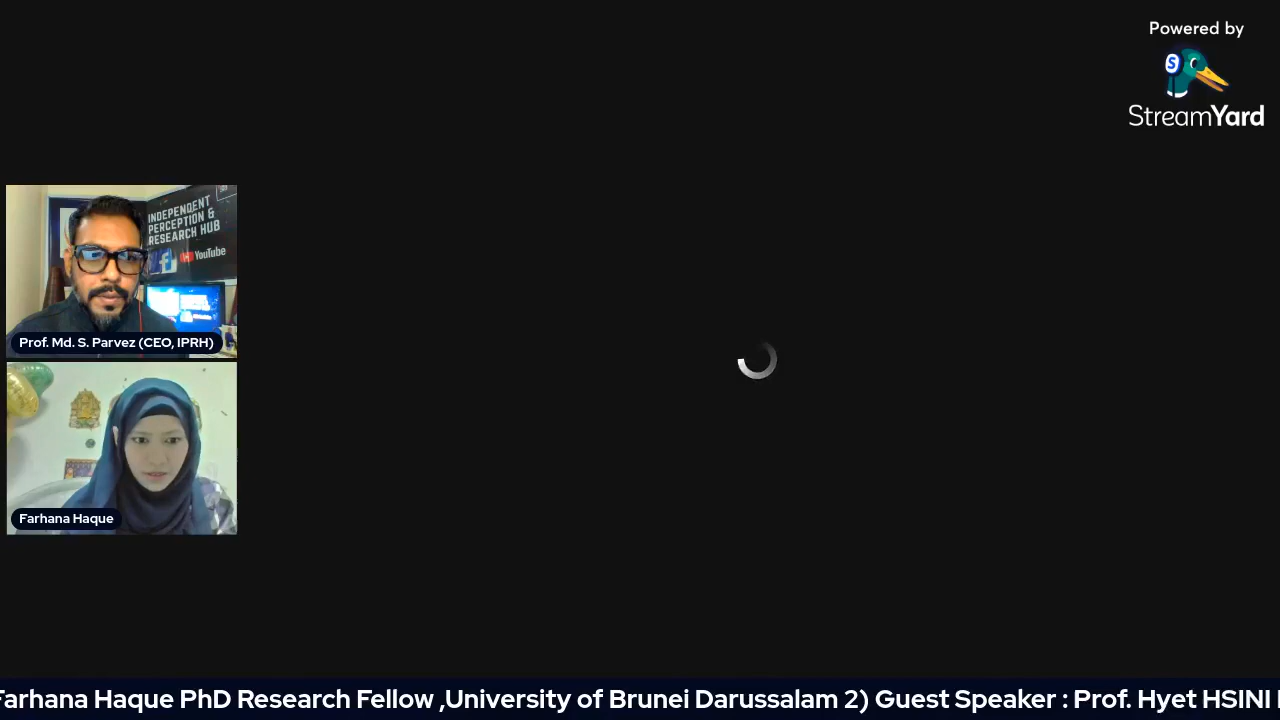 Powered by
StreamYard
INDEPENDENT
PERCEPTION &
RESEARCH HUB
YouTube
Prof. Md. S. Parvez (CEO, IPRH)
Farhana Haque
Farhana Haque PhD Research Fellow ,University of Brunei Darussalam 2) Guest Speaker : Prof. Hyet HSINI